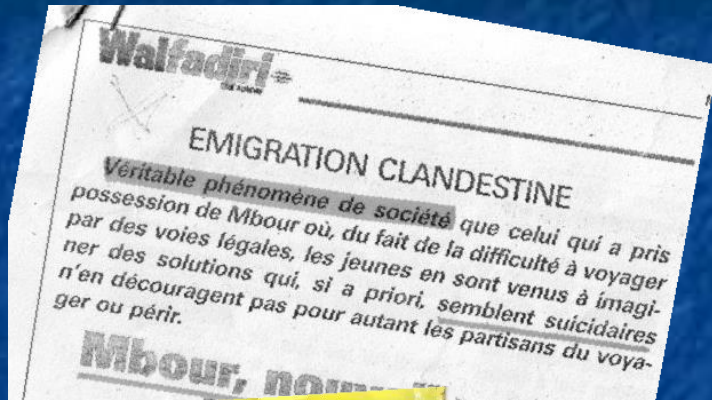 Walfadjri
EMIGRATION CLANDESTINE
Véritable phénomène de société que celui qui a pris
possession de Mbour où, du fait de la difficulté à voyager
par des voies légales, les jeunes en sont venus à imagi-
ner des solutions qui, si a priori, semblent suicidaires
n'en découragent pas pour autant les partisans du voya-
ger ou périr.
Mbour,